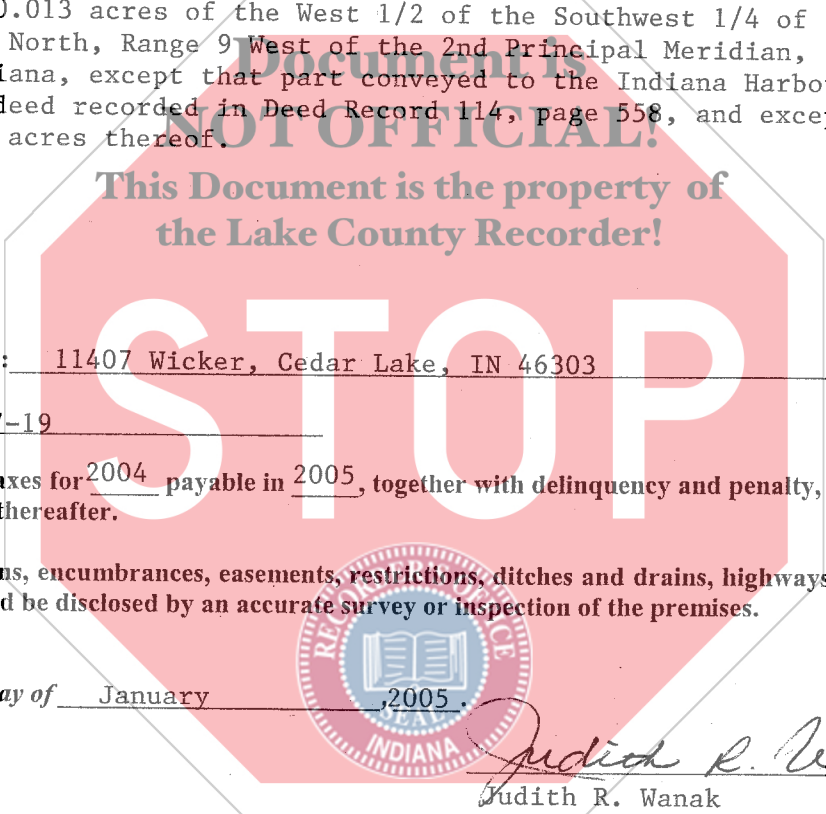 0.013 acres of the West 1/2 of the Southwest 1/4 of
North, Range 9 West of the 2nd Principal Meridian,
iana, except that part conveyed to the Indiana Harbo
deed recorded in Deed Record 114, page 558, and excep
acres thereof.
Document is
NOT OFFICIAL!
This Document is the property of
the Lake County Recorder!
STOP
: 11407 Wicker, Cedar Lake, IN 46303
7-19
axes for 2004 payable in 2005, together with delinquency and penalty,
thereafter.
ns, encumbrances, easements, restrictions, ditches and drains, highways
d be disclosed by an accurate survey or inspection of the premises.
RECORDER'S OFFICE
SEAL
INDIANA
ay of January ,2005.
Judith R. W
Judith R. Wanak